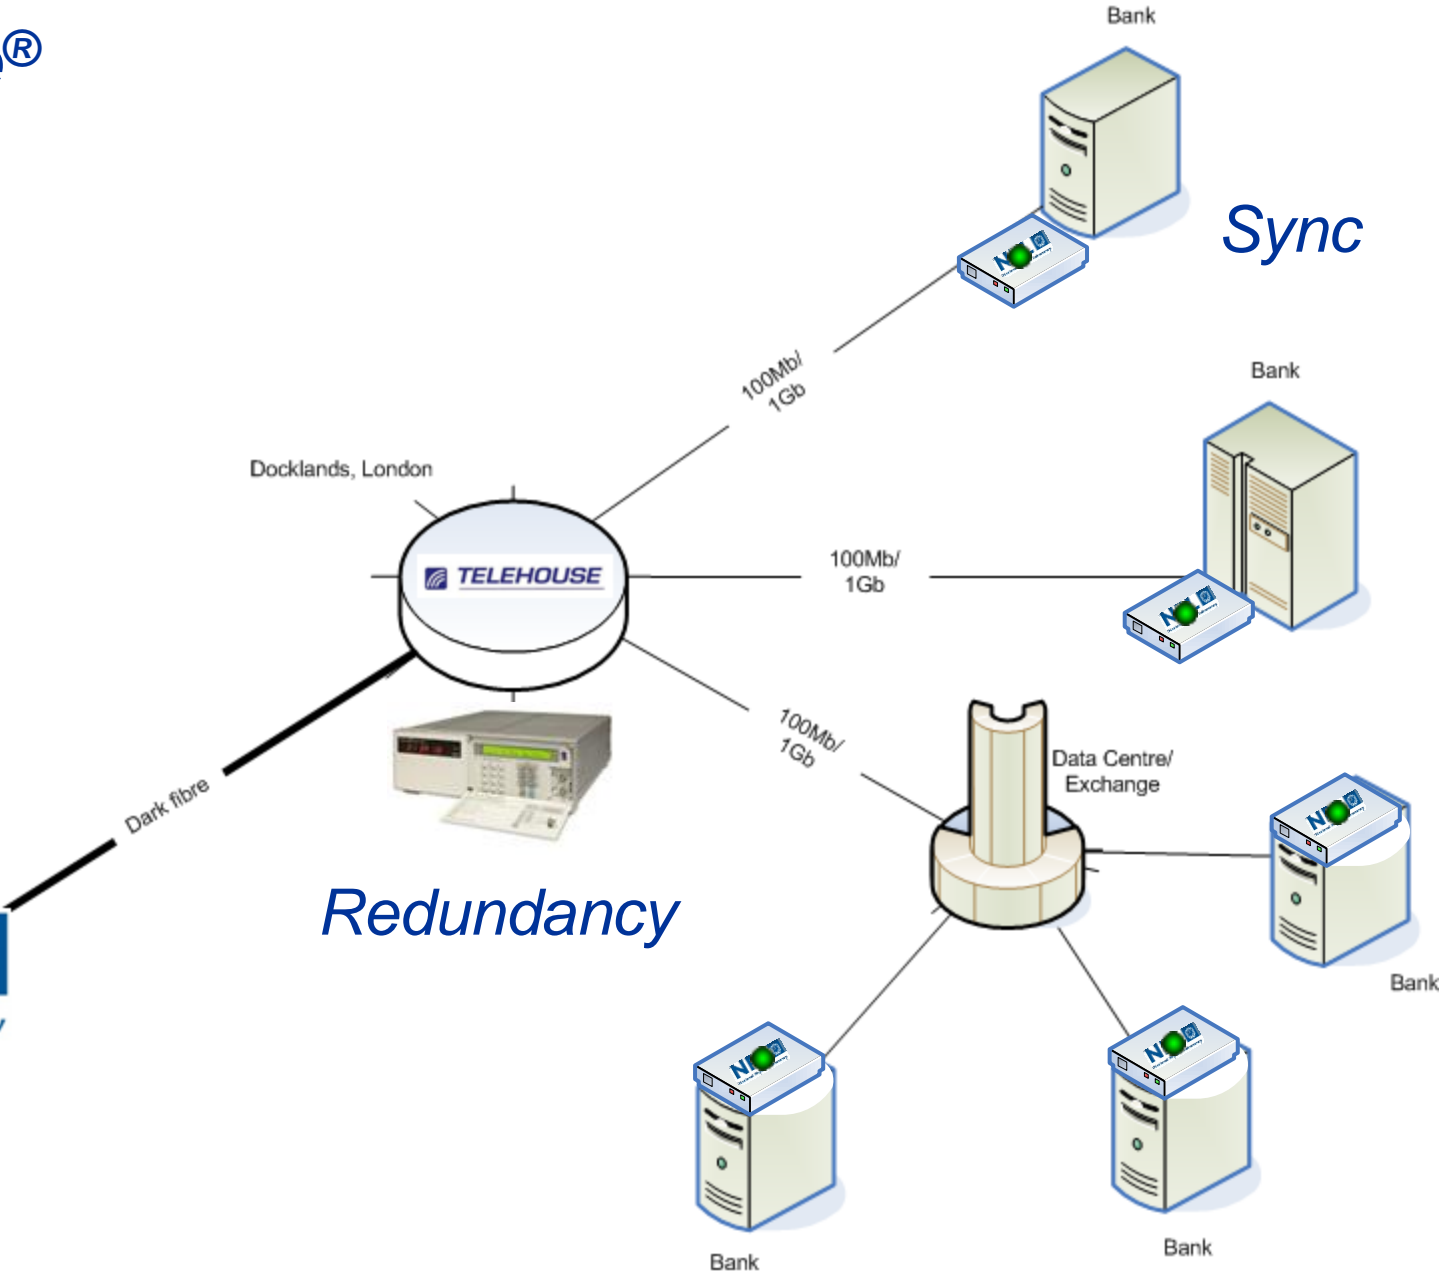 ®
Bank
Sync
100Mb/
1Gb
Bank
Docklands, London
TELEHOUSE
100Mb/
1Gb
100Mb/
1Gb
Data Centre/
Exchange
Dark fibre
Redundancy
Bank
Bank
Bank